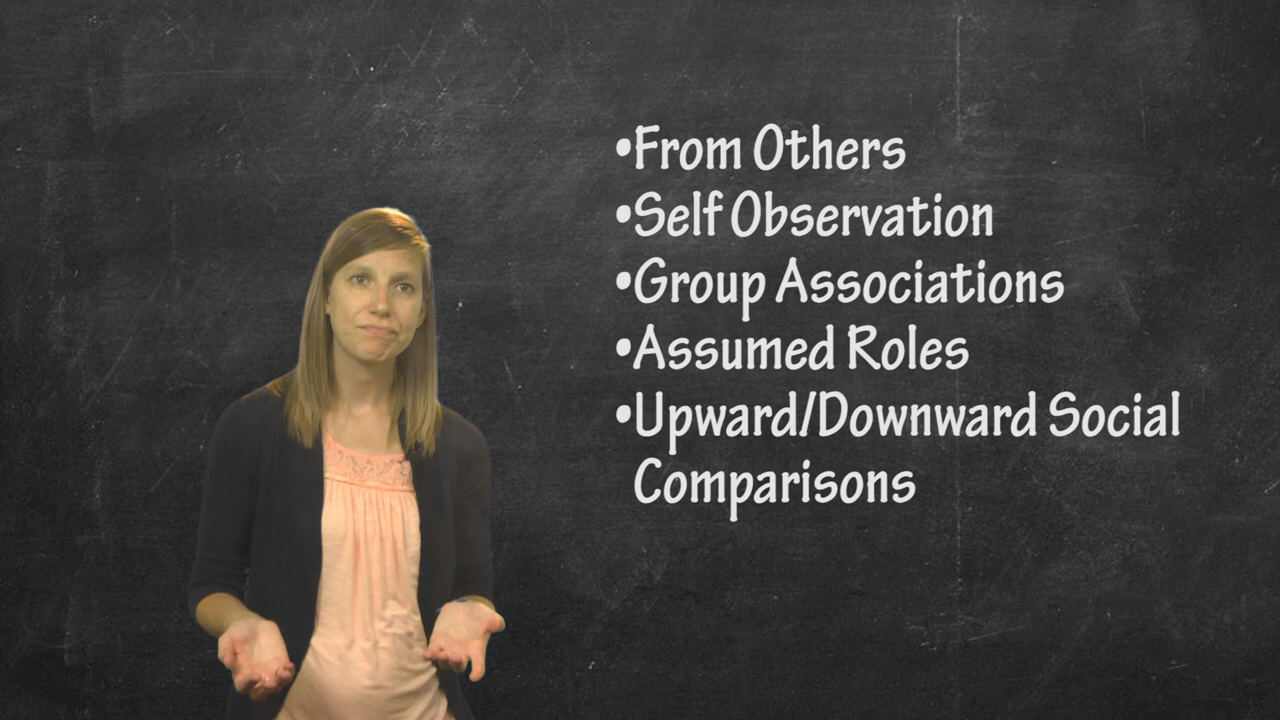 •From Others
•Self Observation
•Group Associations
•Assumed Roles
•Upward/Downward Social
Comparisons